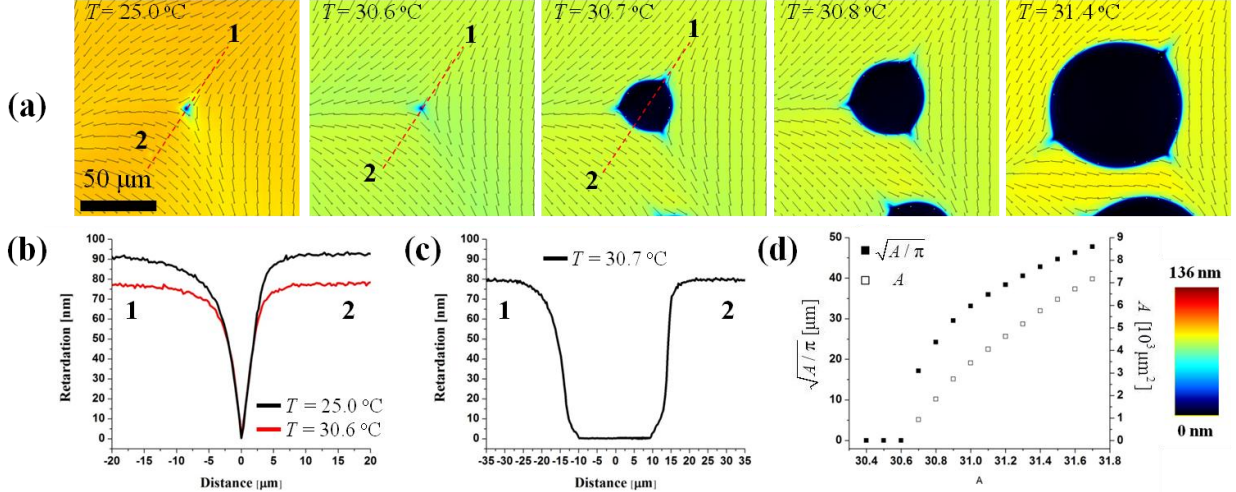 (a)
T = 25.0 °C
T = 30.6 °C
T = 30.7 °C
T = 30.8 °C
T = 31.4 °C
1
2
50 μm
1
2
1
2
(b)
Retardation [nm]
100
90
80
70
60
50
40
30
20
10
0
1
2
T = 25.0 °C
T = 30.6 °C
-20 -15 -10 -5 0 5 10 15 20
Distance [μm]
(c)
Retardation [nm]
100
90
80
70
60
50
40
30
20
10
0
T = 30.7 °C
1
2
-35 -30 -25 -20 -15 -10 -5 0 5 10 15 20 25 30 35
Distance [μm]
(d)
√A/π [μm]
50
40
30
20
10
0
√A/π
A
9
8
7
6
5
4
3
2
1
0
A [10³ μm²]
30.4 30.6 30.8 31.0 31.2 31.4 31.6 31.8
A
136 nm
0 nm